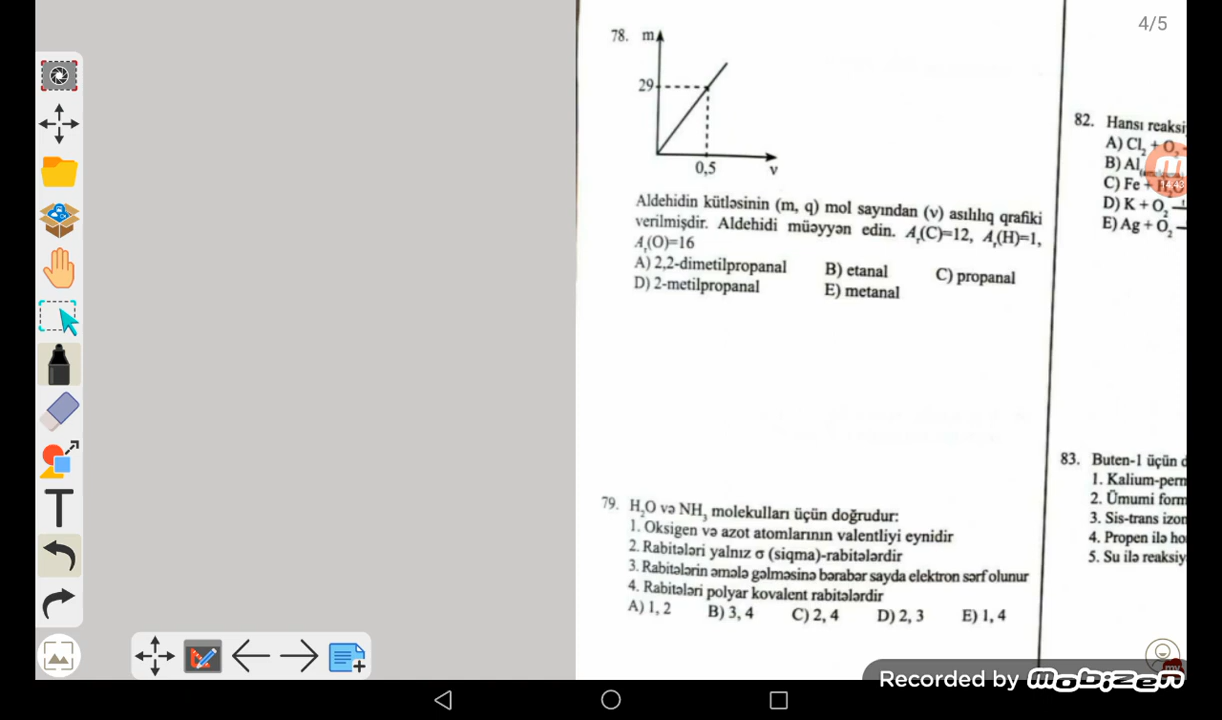 4/5
78. m
29
0,5
v
Aldehidin kütləsinin (m, q) mol sayından (ν) asılılıq qrafiki
verilmişdir. Aldehidi müəyyən edin. Aᵣ(C)=12, Aᵣ(H)=1,
Aᵣ(O)=16
A) 2,2-dimetilpropanal B) etanal C) propanal
D) 2-metilpropanal E) metanal
79. H₂O və NH₃ molekulları üçün doğrudur:
1. Oksigen və azot atomlarının valentliyi eynidir
2. Rabitələri yalnız σ (siqma)-rabitələrdir
3. Rabitələrin əmələ gəlməsinə bərabər sayda elektron sərf olunur
4. Rabitələri polyar kovalent rabitələrdir
A) 1, 2 B) 3, 4 C) 2, 4 D) 2, 3 E) 1, 4
82. Hansı reaksi
A) Cl₂ + O₂
B) Al
C) Fe +
D) K + O₂
E) Ag + O₂
14:43
83. Buten-1 üçün d
1. Kalium-perm
2. Ümumi form
3. Sis-trans izon
4. Propen ilə ho
5. Su ilə reaksiy
T
Recorded by mobizen